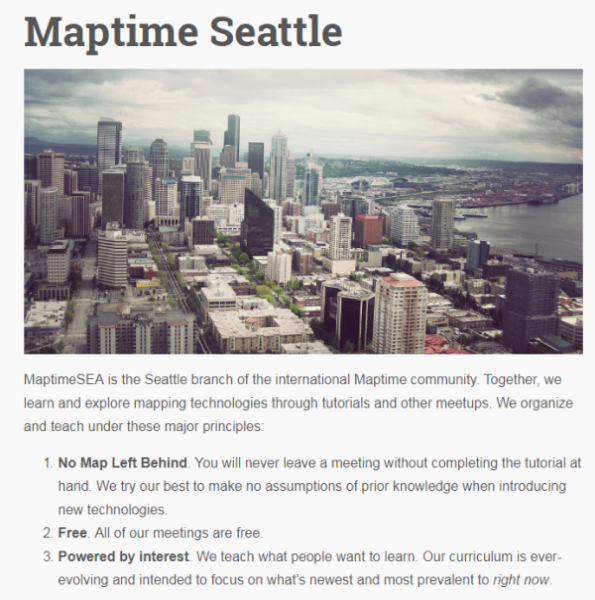 Maptime Seattle
MaptimeSEA is the Seattle branch of the international Maptime community. Together, we
learn and explore mapping technologies through tutorials and other meetups. We organize
and teach under these major principles:
1. No Map Left Behind. You will never leave a meeting without completing the tutorial at
hand. We try our best to make no assumptions of prior knowledge when introducing
new technologies.
2. Free. All of our meetings are free.
3. Powered by interest. We teach what people want to learn. Our curriculum is ever-
evolving and intended to focus on what's newest and most prevalent to right now.